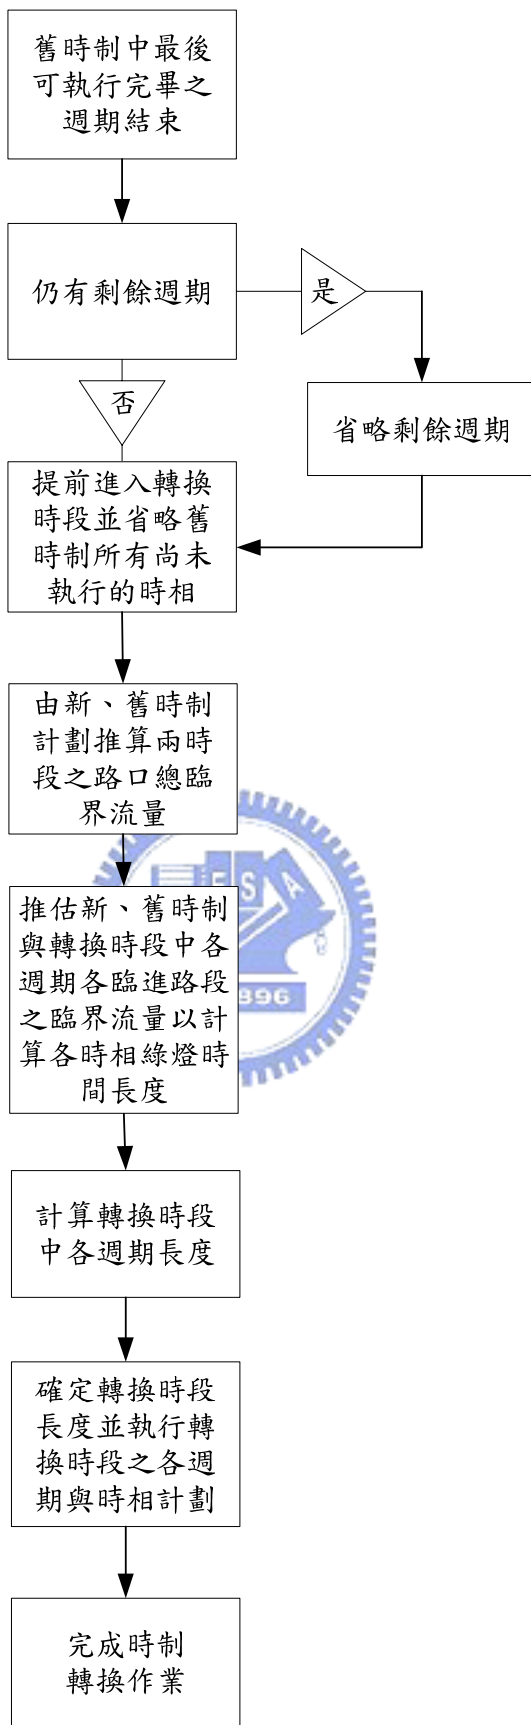 舊時制中最後
可執行完畢之
週期結束
仍有剩餘週期
是
否
省略剩餘週期
提前進入轉換
時段並省略舊
時制所有尚未
執行的時相
由新、舊時制
計劃推算兩時
段之路口總臨
界流量
ESA
推估新、舊時制
與轉換時段中各
週期各臨進路段
之臨界流量以計
算各時相綠燈時
間長度
896
計算轉換時段
中各週期長度
確定轉換時段
長度並執行轉
換時段之各週
期與時相計劃
完成時制
轉換作業